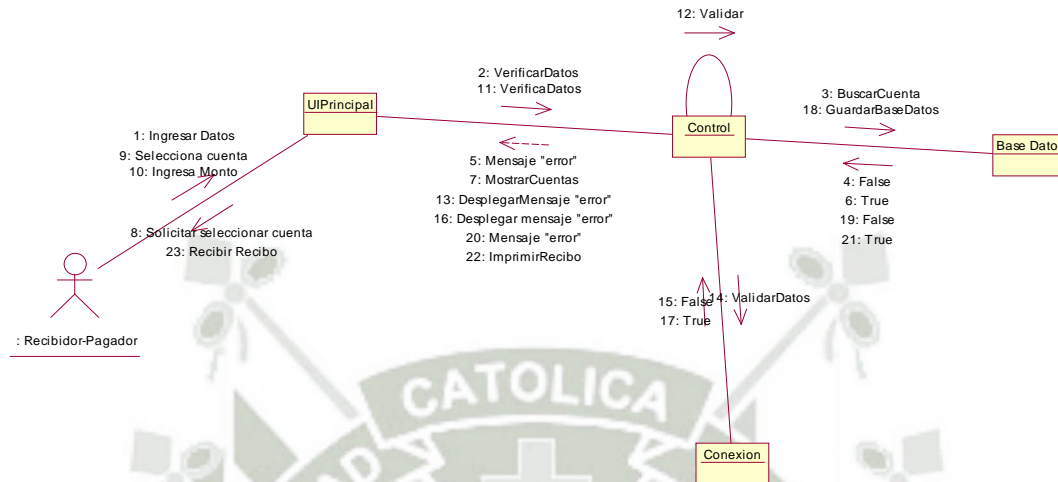 12: Validar
2: VerificarDatos
11: VerificaDatos
3: BuscarCuenta
18: GuardarBaseDatos
UIPrincipal
Control
Base Dato
1: Ingresar Datos
9: Selecciona cuenta
10: Ingresa Monto
5: Mensaje "error"
7: MostrarCuentas
13: DesplegarMensaje "error"
16: Desplegar mensaje "error"
20: Mensaje "error"
22: ImprimirRecibo
4: False
6: True
19: False
21: True
8: Solicitar seleccionar cuenta
23: Recibir Recibo
15: False
17: True
14: ValidarDatos
: Recibidor-Pagador
CATOLICA
AD
Conexion